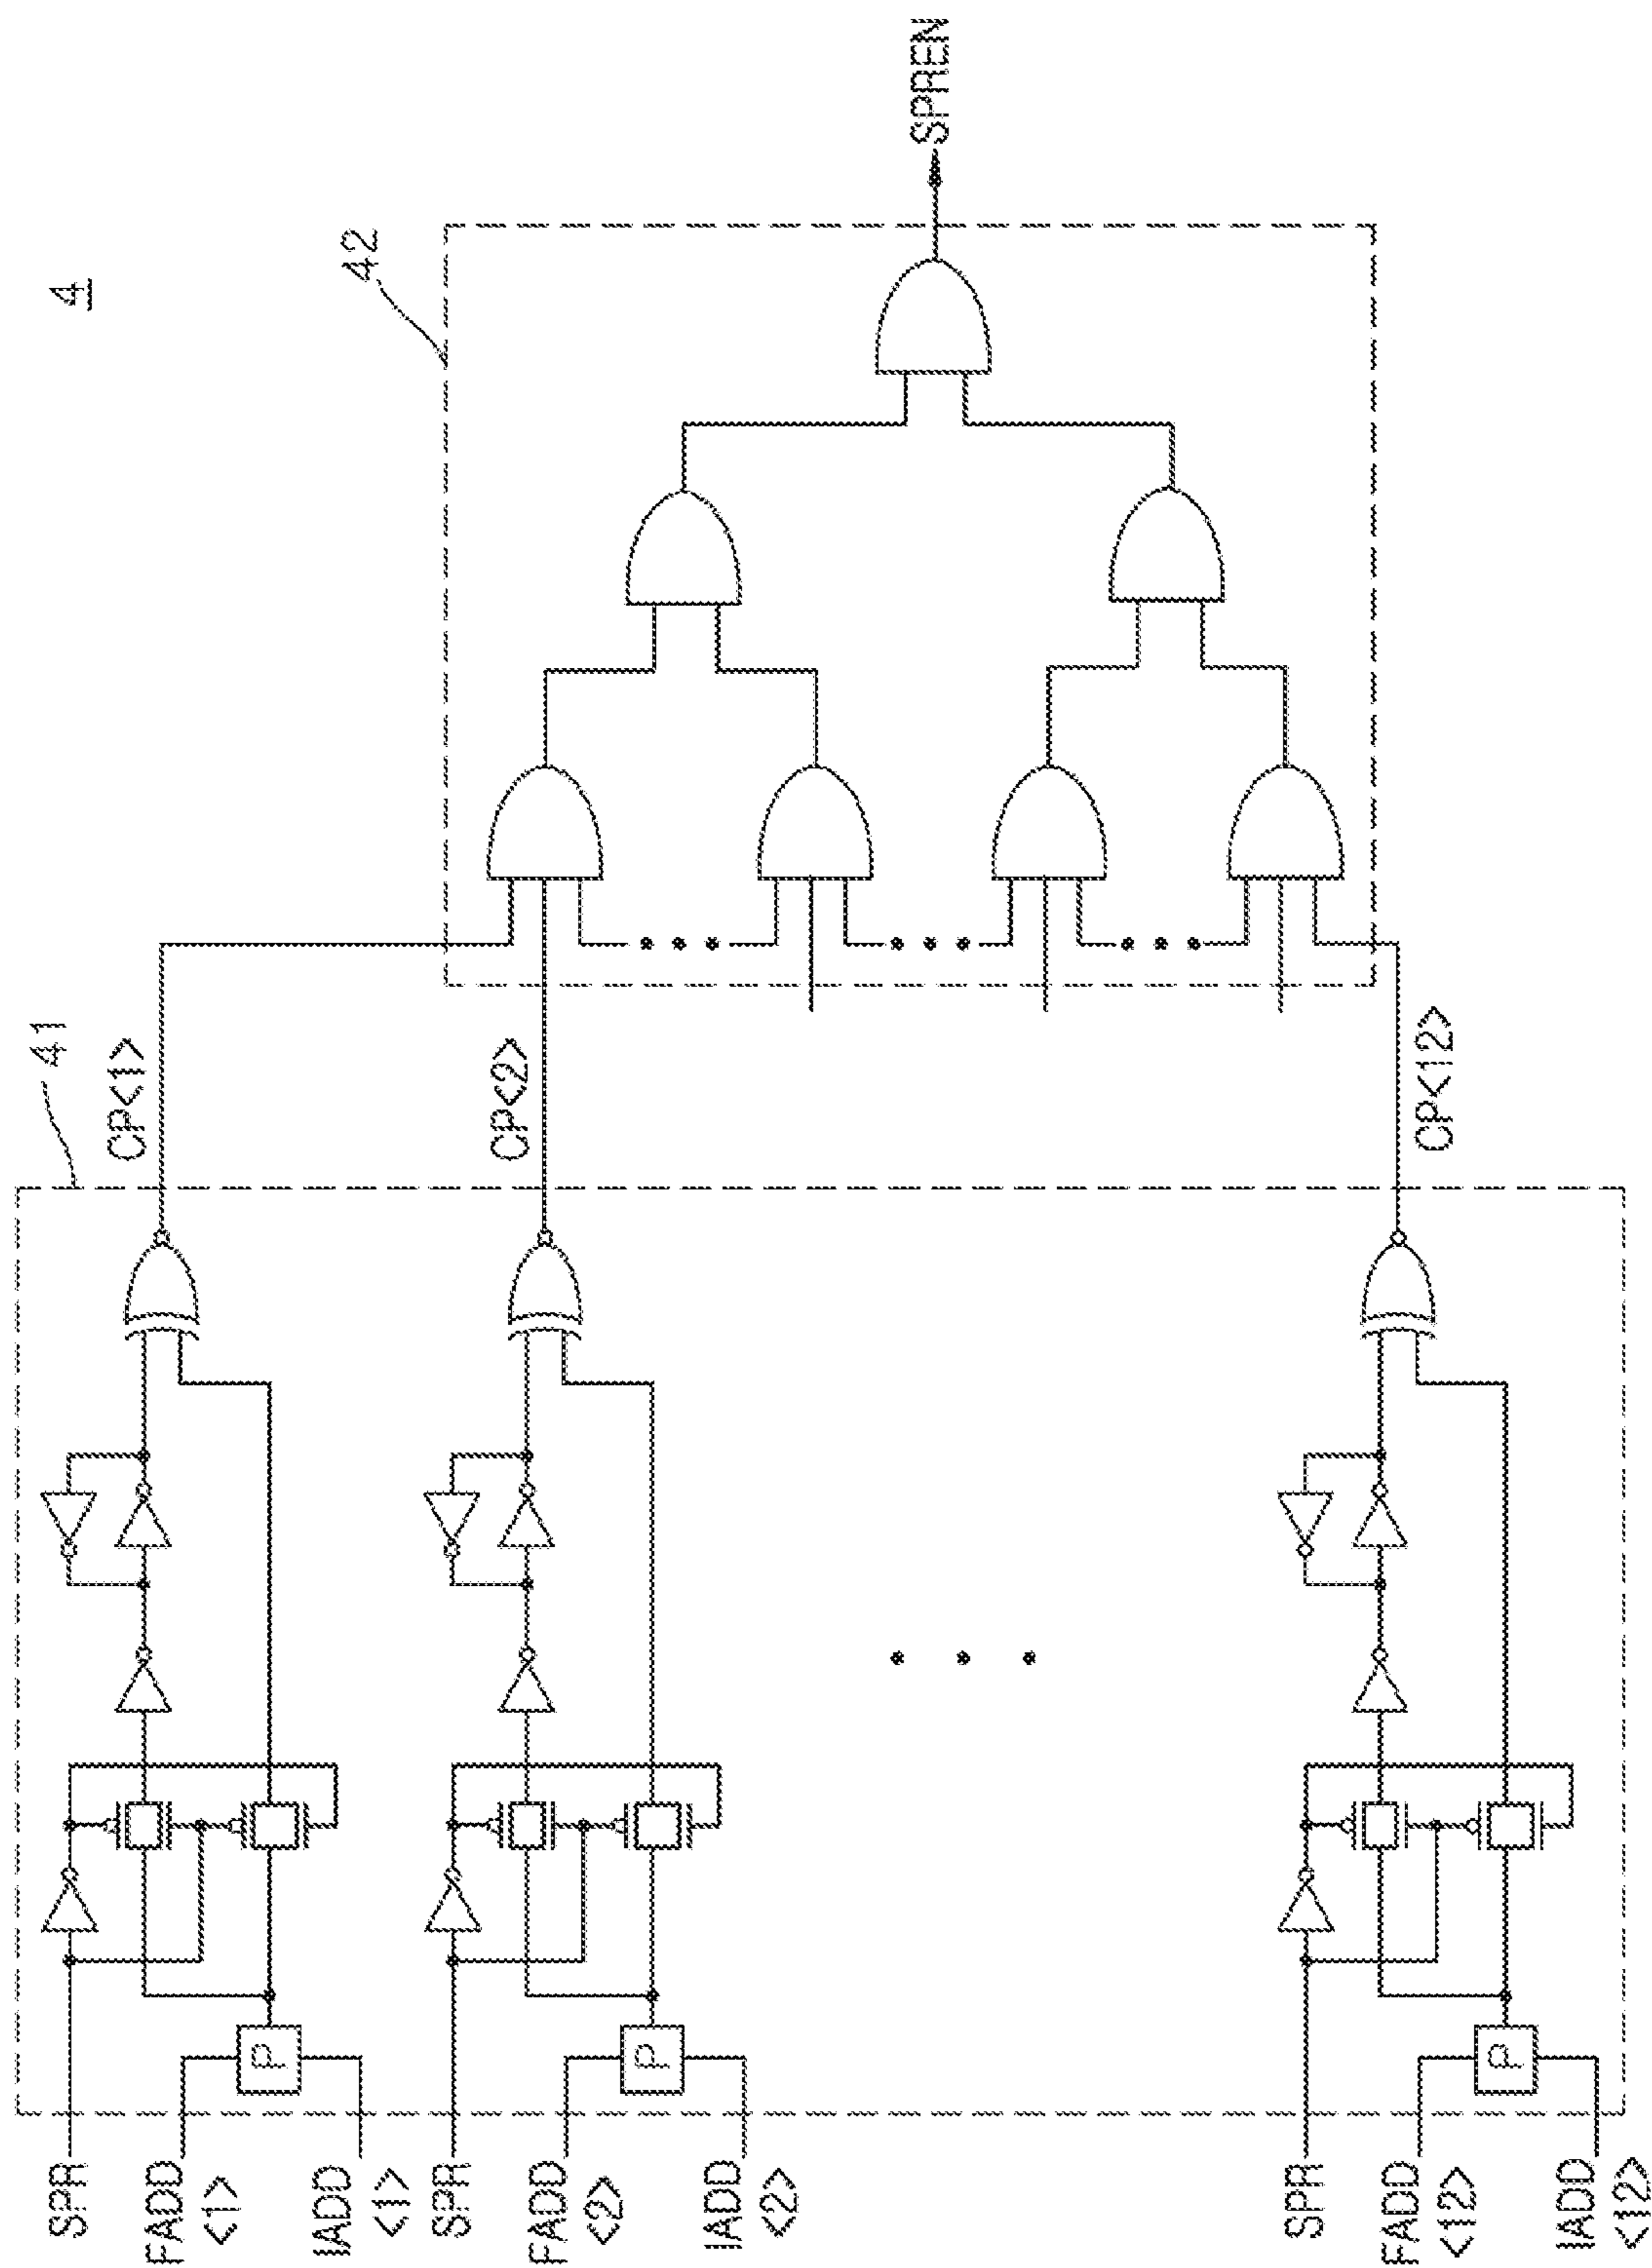 4
41
42
SPR
FADD
<1>
IADD
<1>
P
CP<1>
SPR
FADD
<2>
IADD
<2>
P
CP<2>
SPREN
SPR
FADD
<12>
IADD
<12>
P
CP<12>